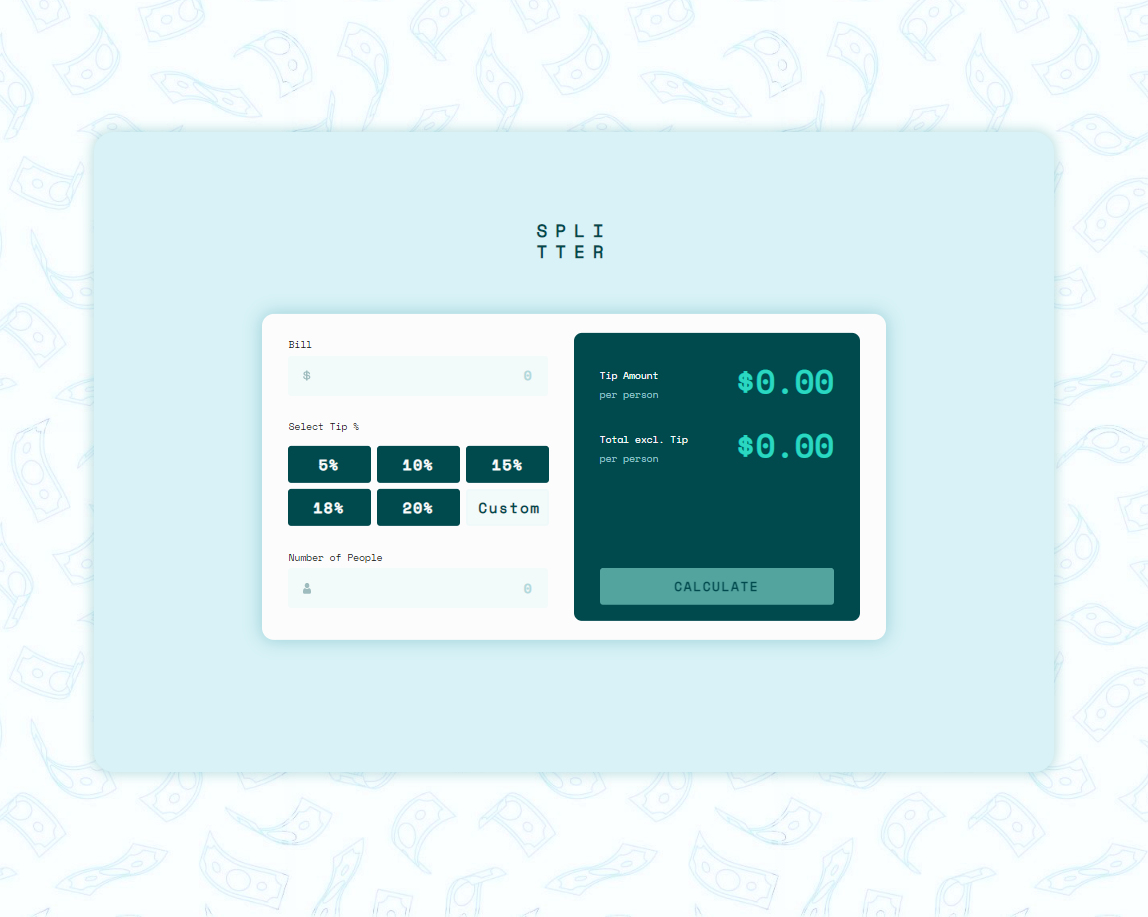 SPLI
TTER
Bill
$ 0
Select Tip %
5% 10% 15%
18% 20% Custom
Number of People
0
Tip Amount
per person
$0.00
Total excl. Tip
per person
$0.00
CALCULATE